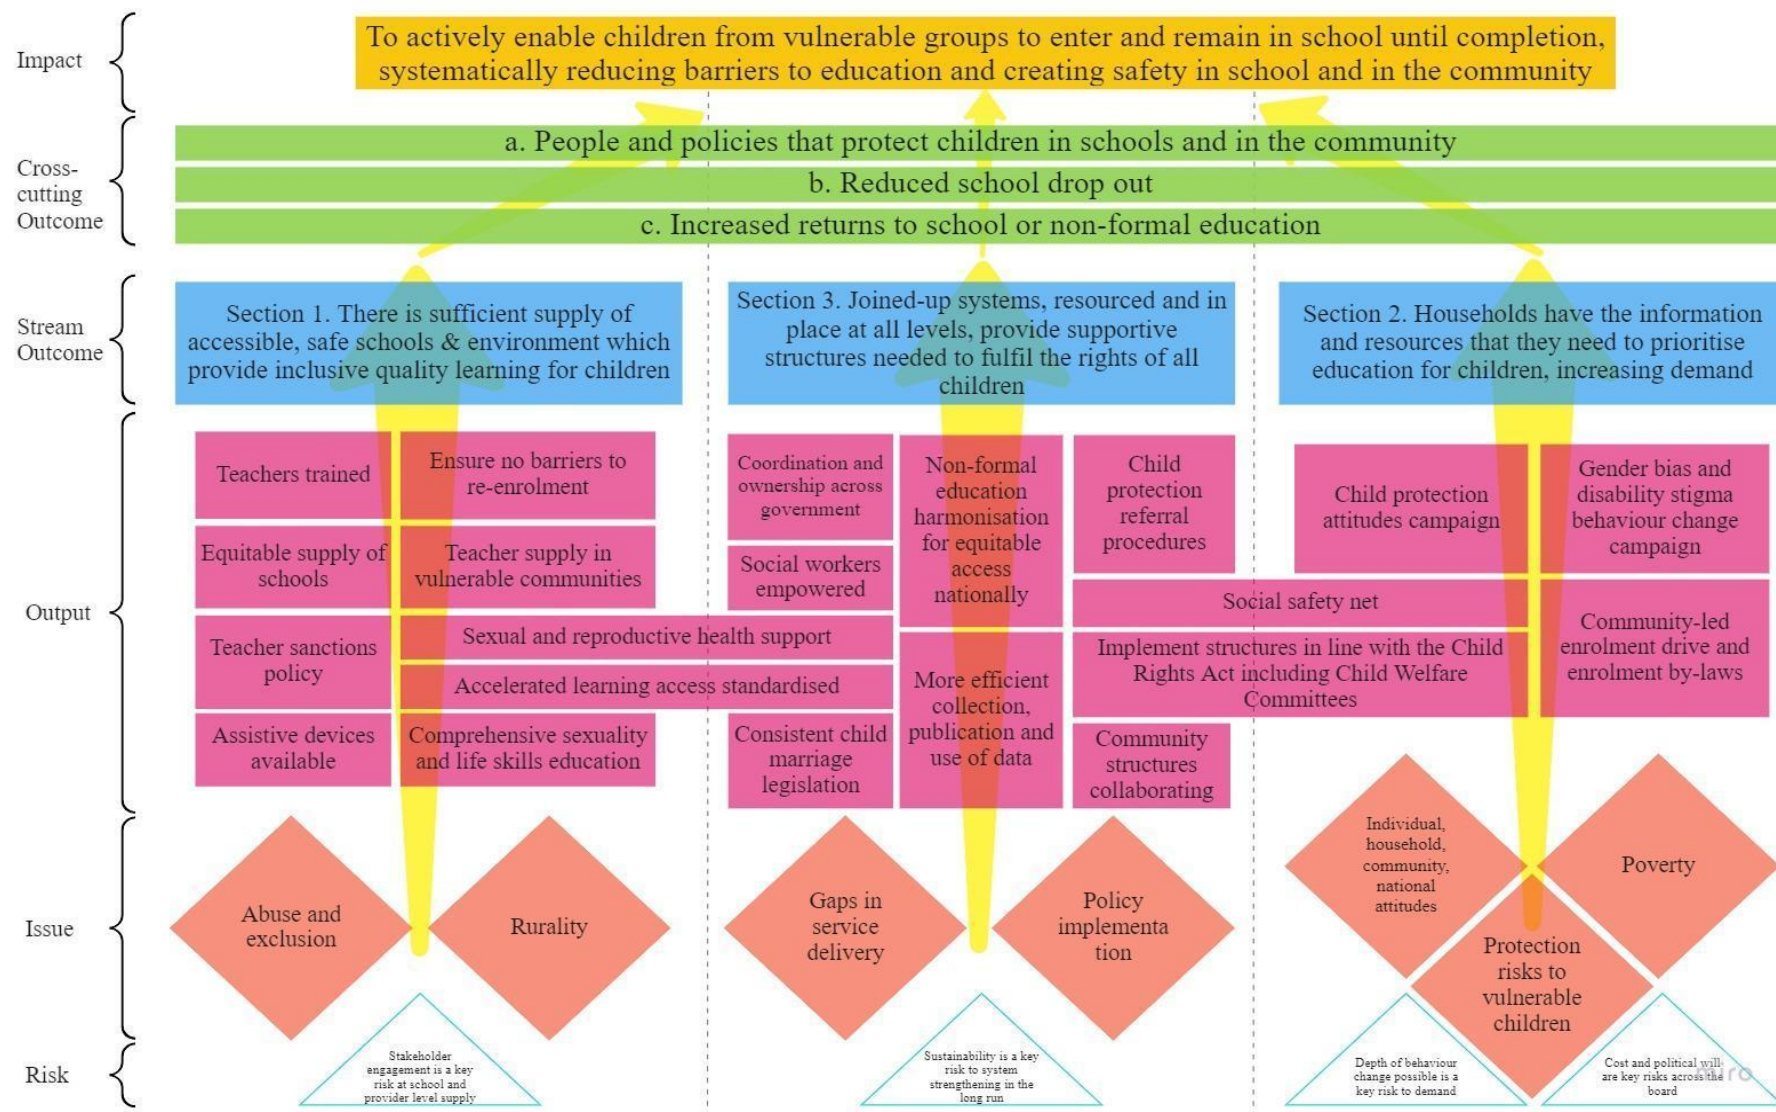 Impact
To actively enable children from vulnerable groups to enter and remain in school until completion,
systematically reducing barriers to education and creating safety in school and in the community
Cross-
cutting
Outcome
a. People and policies that protect children in schools and in the community
b. Reduced school drop out
c. Increased returns to school or non-formal education
Stream
Outcome
Section 1. There is sufficient supply of
accessible, safe schools & environment which
provide inclusive quality learning for children
Section 3. Joined-up systems, resourced and in
place at all levels, provide supportive
structures needed to fulfil the rights of all
children
Section 2. Households have the information
and resources that they need to prioritise
education for children, increasing demand
Output
Teachers trained
Ensure no barriers to
re-enrolment
Equitable supply of
schools
Teacher supply in
vulnerable communities
Teacher sanctions
policy
Sexual and reproductive health support
Accelerated learning access standardised
Assistive devices
available
Comprehensive sexuality
and life skills education
Coordination and
ownership across
government
Social workers
empowered
Consistent child
marriage
legislation
Non-formal
education
harmonisation
for equitable
access
nationally
More efficient
collection,
publication and
use of data
Child
protection
referral
procedures
Social safety net
Implement structures in line with the Child
Rights Act including Child Welfare
Committees
Community
structures
collaborating
Child protection
attitudes campaign
Gender bias and
disability stigma
behaviour change
campaign
Community-led
enrolment drive and
enrolment by-laws
Issue
Abuse and
exclusion
Rurality
Gaps in
service
delivery
Policy
implementa
tion
Individual,
household,
community,
national
attitudes
Poverty
Protection
risks to
vulnerable
children
Risk
Stakeholder
engagement is a key
risk at school and
provider level supply
Sustainability is a key
risk to system
strengthening in the
long run
Depth of behaviour
change possible is a
key risk to demand
Cost and political will
are key risks across the
board
miro